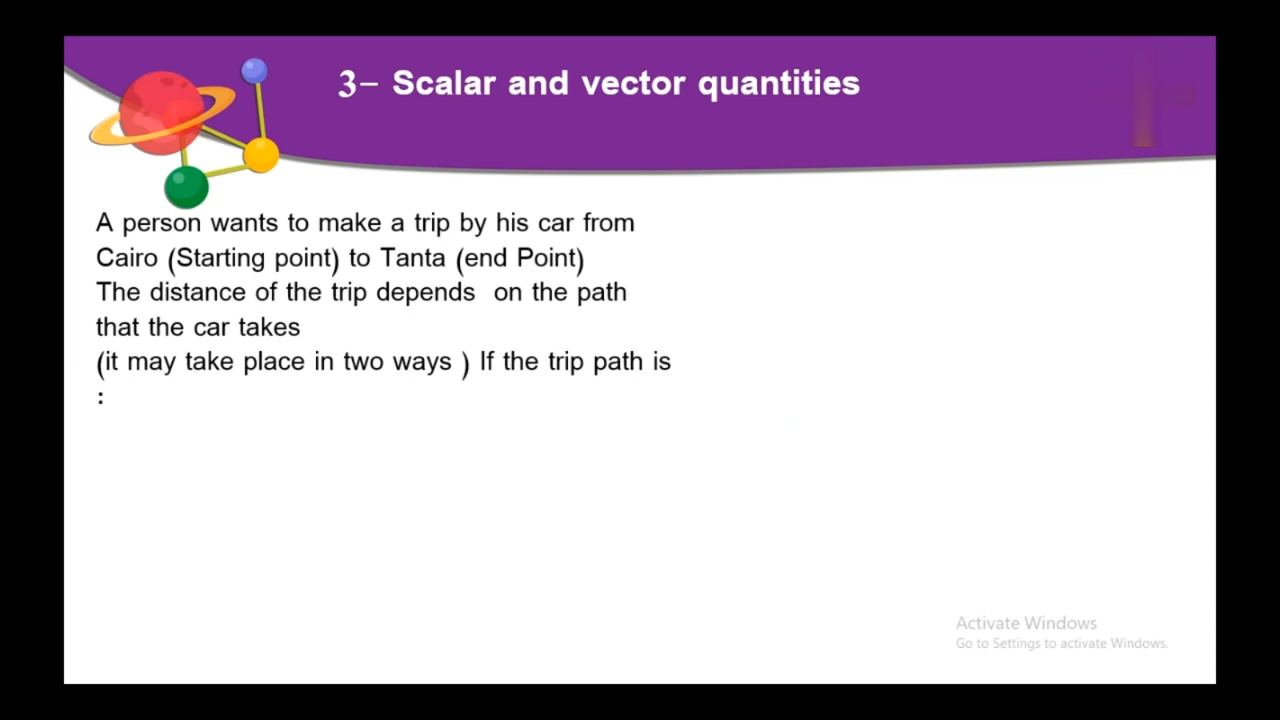 3- Scalar and vector quantities
A person wants to make a trip by his car from
Cairo (Starting point) to Tanta (end Point)
The distance of the trip depends on the path
that the car takes
(it may take place in two ways ) If the trip path is
:
Activate Windows
Go to Settings to activate Windows.